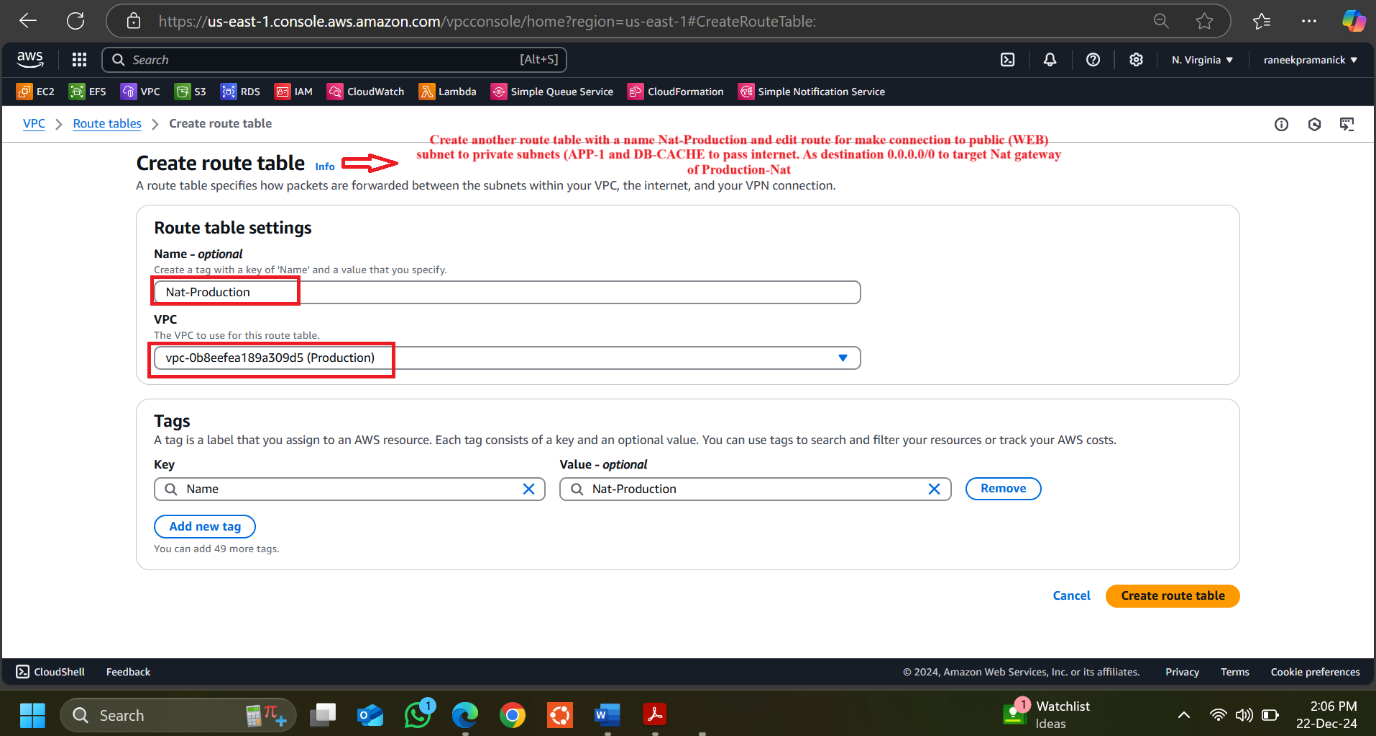 https://us-east-1.console.aws.amazon.com/vpcconsole/home?region=us-east-1#CreateRouteTable:
aws
Search [Alt+S]
N. Virginia
raneekpramanick
EC2 EFS VPC S3 RDS IAM CloudWatch Lambda Simple Queue Service CloudFormation Simple Notification Service
VPC > Route tables > Create route table
Create another route table with a name Nat-Production and edit route for make connection to public (WEB)
subnet to private subnets (APP-1 and DB-CACHE to pass internet. As destination 0.0.0.0/0 to target Nat gateway
of Production-Nat
Create route table Info
A route table specifies how packets are forwarded between the subnets within your VPC, the internet, and your VPN connection.
Route table settings
Name - optional
Create a tag with a key of 'Name' and a value that you specify.
Nat-Production
VPC
The VPC to use for this route table.
vpc-0b8eefea189a309d5 (Production)
Tags
A tag is a label that you assign to an AWS resource. Each tag consists of a key and an optional value. You can use tags to search and filter your resources or track your AWS costs.
Key Value - optional
Name Nat-Production Remove
Add new tag
You can add 49 more tags.
Cancel Create route table
CloudShell Feedback © 2024, Amazon Web Services, Inc. or its affiliates. Privacy Terms Cookie preferences
Search
1
1
Watchlist
Ideas
2:06 PM
22-Dec-24